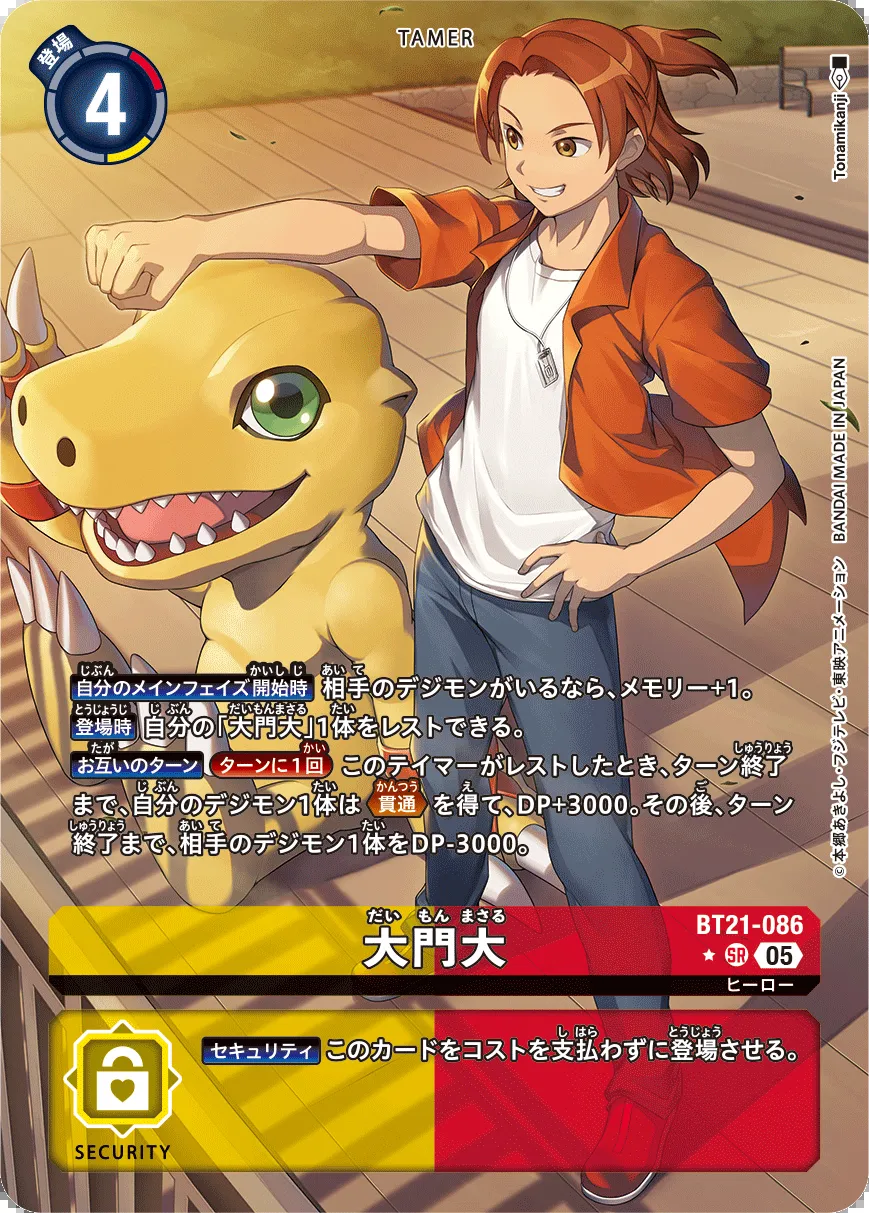 登場
4
TAMER
Tonamikanji
BANDAI MADE IN JAPAN
©本郷あきよし・フジテレビ・東映アニメーション
自分のメインフェイズ開始時 相手のデジモンがいるなら、メモリー+1。
登場時 自分の「大門大」1体をレストできる。
お互いのターン ターンに1回 このテイマーがレストしたとき、ターン終了
まで、自分のデジモン1体は 貫通 を得て、DP+3000。その後、ターン
終了まで、相手のデジモン1体をDP-3000。
だい もん まさる
大門大
BT21-086
★ SR 05
ヒーロー
セキュリティ このカードをコストを支払わずに登場させる。
SECURITY